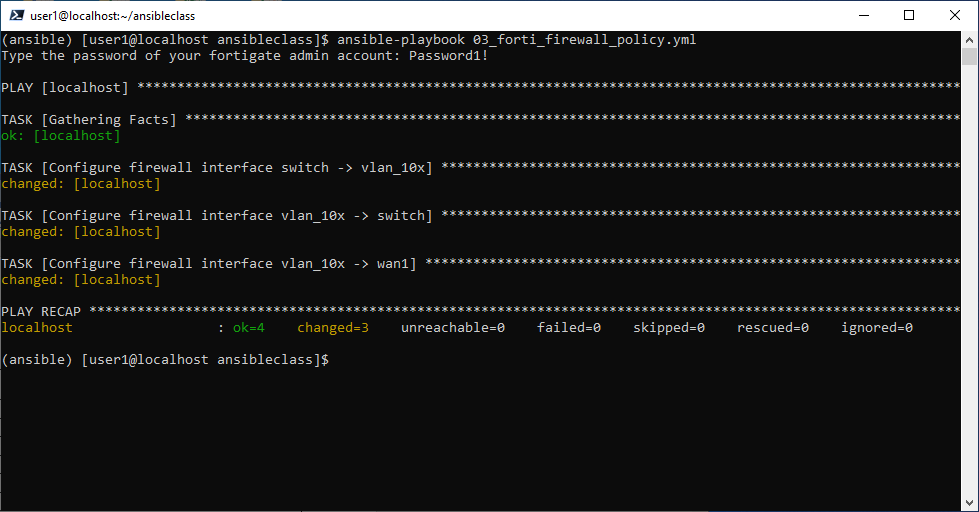 user1@localhost:~/ansibleclass
(ansible) [user1@localhost ansibleclass]$ ansible-playbook 03_forti_firewall_policy.yml
Type the password of your fortigate admin account: Password1!
PLAY [localhost] *******************************************************************************************************
TASK [Gathering Facts] *************************************************************************************************
ok: [localhost]
TASK [Configure firewall interface switch -> vlan_10x] *****************************************************************
changed: [localhost]
TASK [Configure firewall interface vlan_10x -> switch] *****************************************************************
changed: [localhost]
TASK [Configure firewall interface vlan_10x -> wan1] *******************************************************************
changed: [localhost]
PLAY RECAP *************************************************************************************************************
localhost                  : ok=4    changed=3    unreachable=0    failed=0    skipped=0    rescued=0    ignored=0
(ansible) [user1@localhost ansibleclass]$